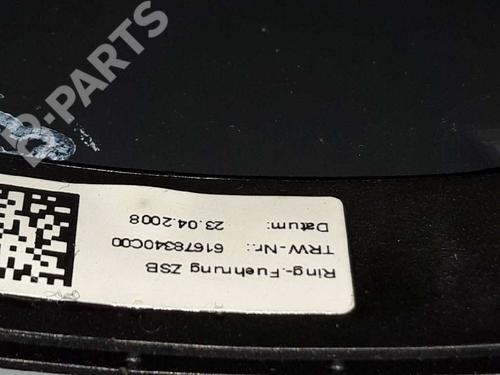 B-PARTS
Ring-Fuehrung ZSB
TRW-Nr.: 61678340C00
Datum: 23.04.2008